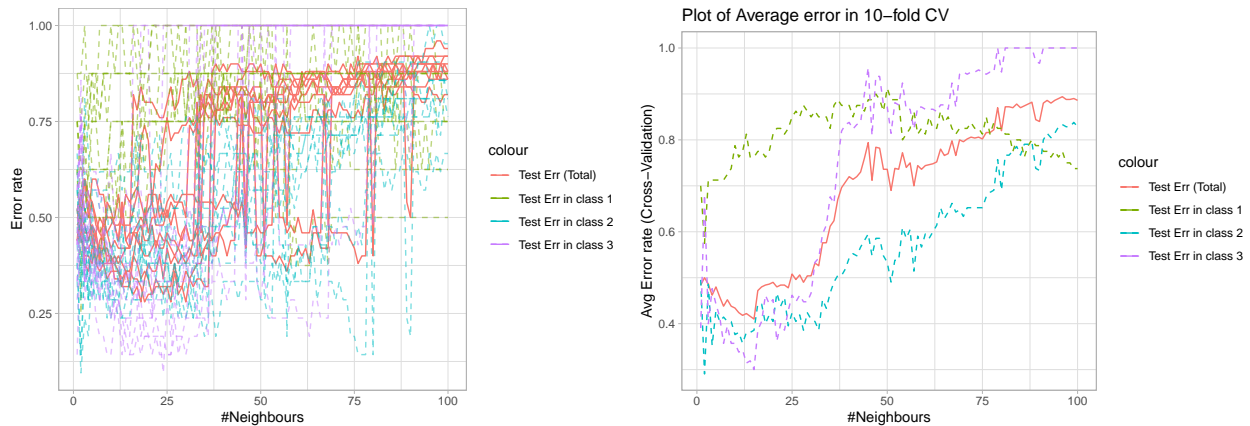 Error rate
1.00
0.75
0.50
0.25
0
25
50
75
100
#Neighbours
colour
Test Err (Total)
Test Err in class 1
Test Err in class 2
Test Err in class 3
Plot of Average error in 10−fold CV
Avg Error rate (Cross−Validation)
1.0
0.8
0.6
0.4
0
25
50
75
100
#Neighbours
colour
Test Err (Total)
Test Err in class 1
Test Err in class 2
Test Err in class 3